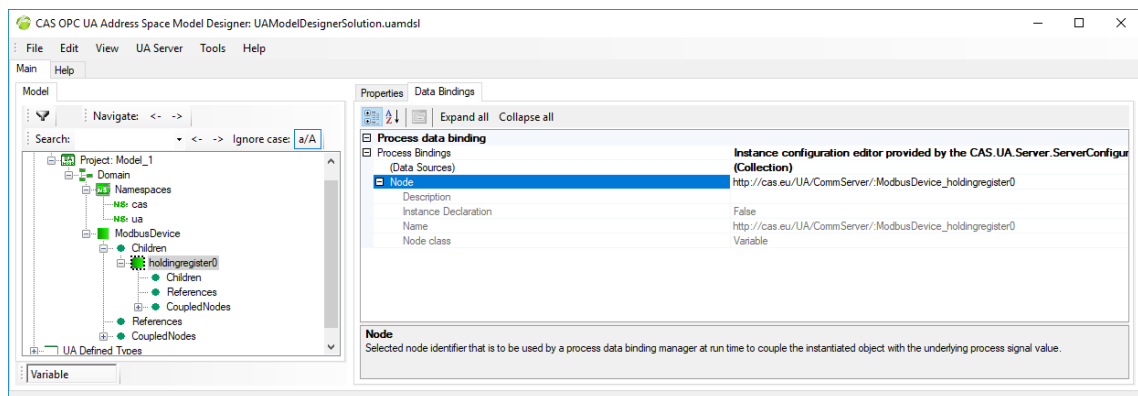 CAS OPC UA Address Space Model Designer: UAModelDesignerSolution.uamdsl
File Edit View UA Server Tools Help
Main Help
Model
Navigate: <- ->
Search: <- -> Ignore case: a/A
Project: Model_1
Domain
Namespaces
NS: cas
NS: ua
ModbusDevice
Children
holdingregister0
Children
References
CoupledNodes
References
CoupledNodes
UA Defined Types
Variable
Properties Data Bindings
Expand all Collapse all
Process data binding
Process Bindings Instance configuration editor provided by the CAS.UA.Server.ServerConfigur
(Data Sources) (Collection)
Node http://cas.eu/UA/CommServer/:ModbusDevice_holdingregister0
Description
Instance Declaration False
Name http://cas.eu/UA/CommServer/:ModbusDevice_holdingregister0
Node class Variable
Node
Selected node identifier that is to be used by a process data binding manager at run time to couple the instantiated object with the underlying process signal value.